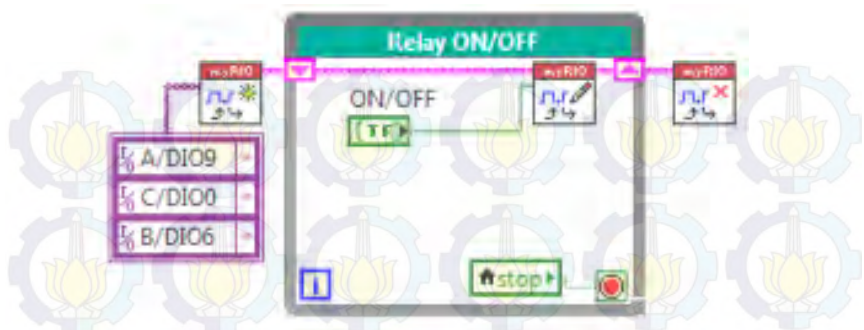 Relay ON/OFF
myRIO
myRIO
myRIO
ON/OFF
TF
I/O A/DIO9
I/O C/DIO0
I/O B/DIO6
stop
i